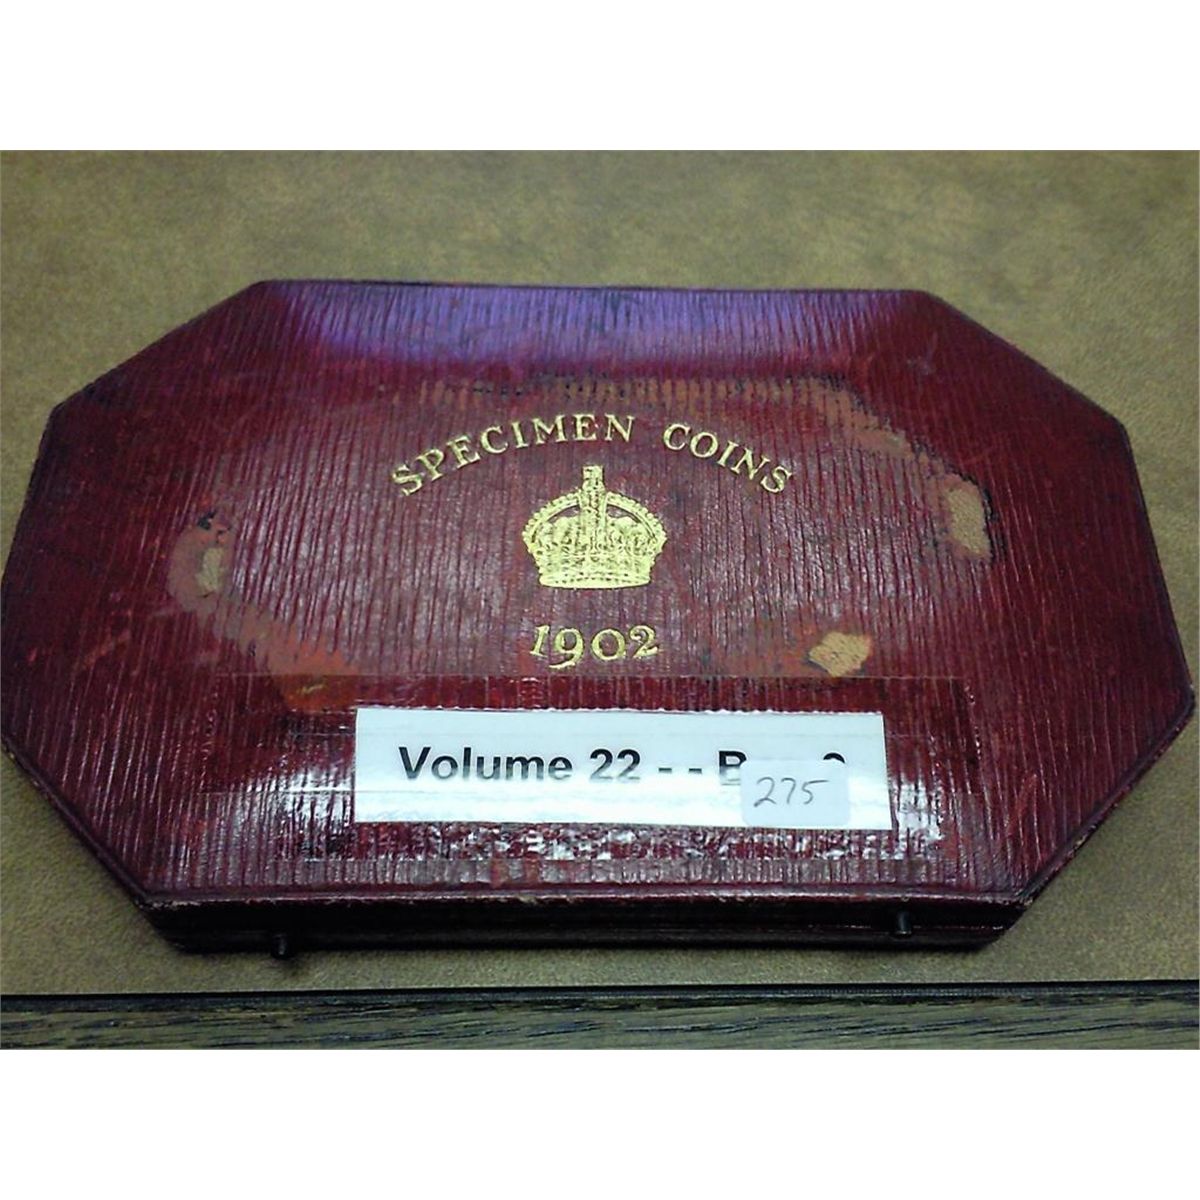 SPECIMEN COINS
1902
Volume 22 - -
275